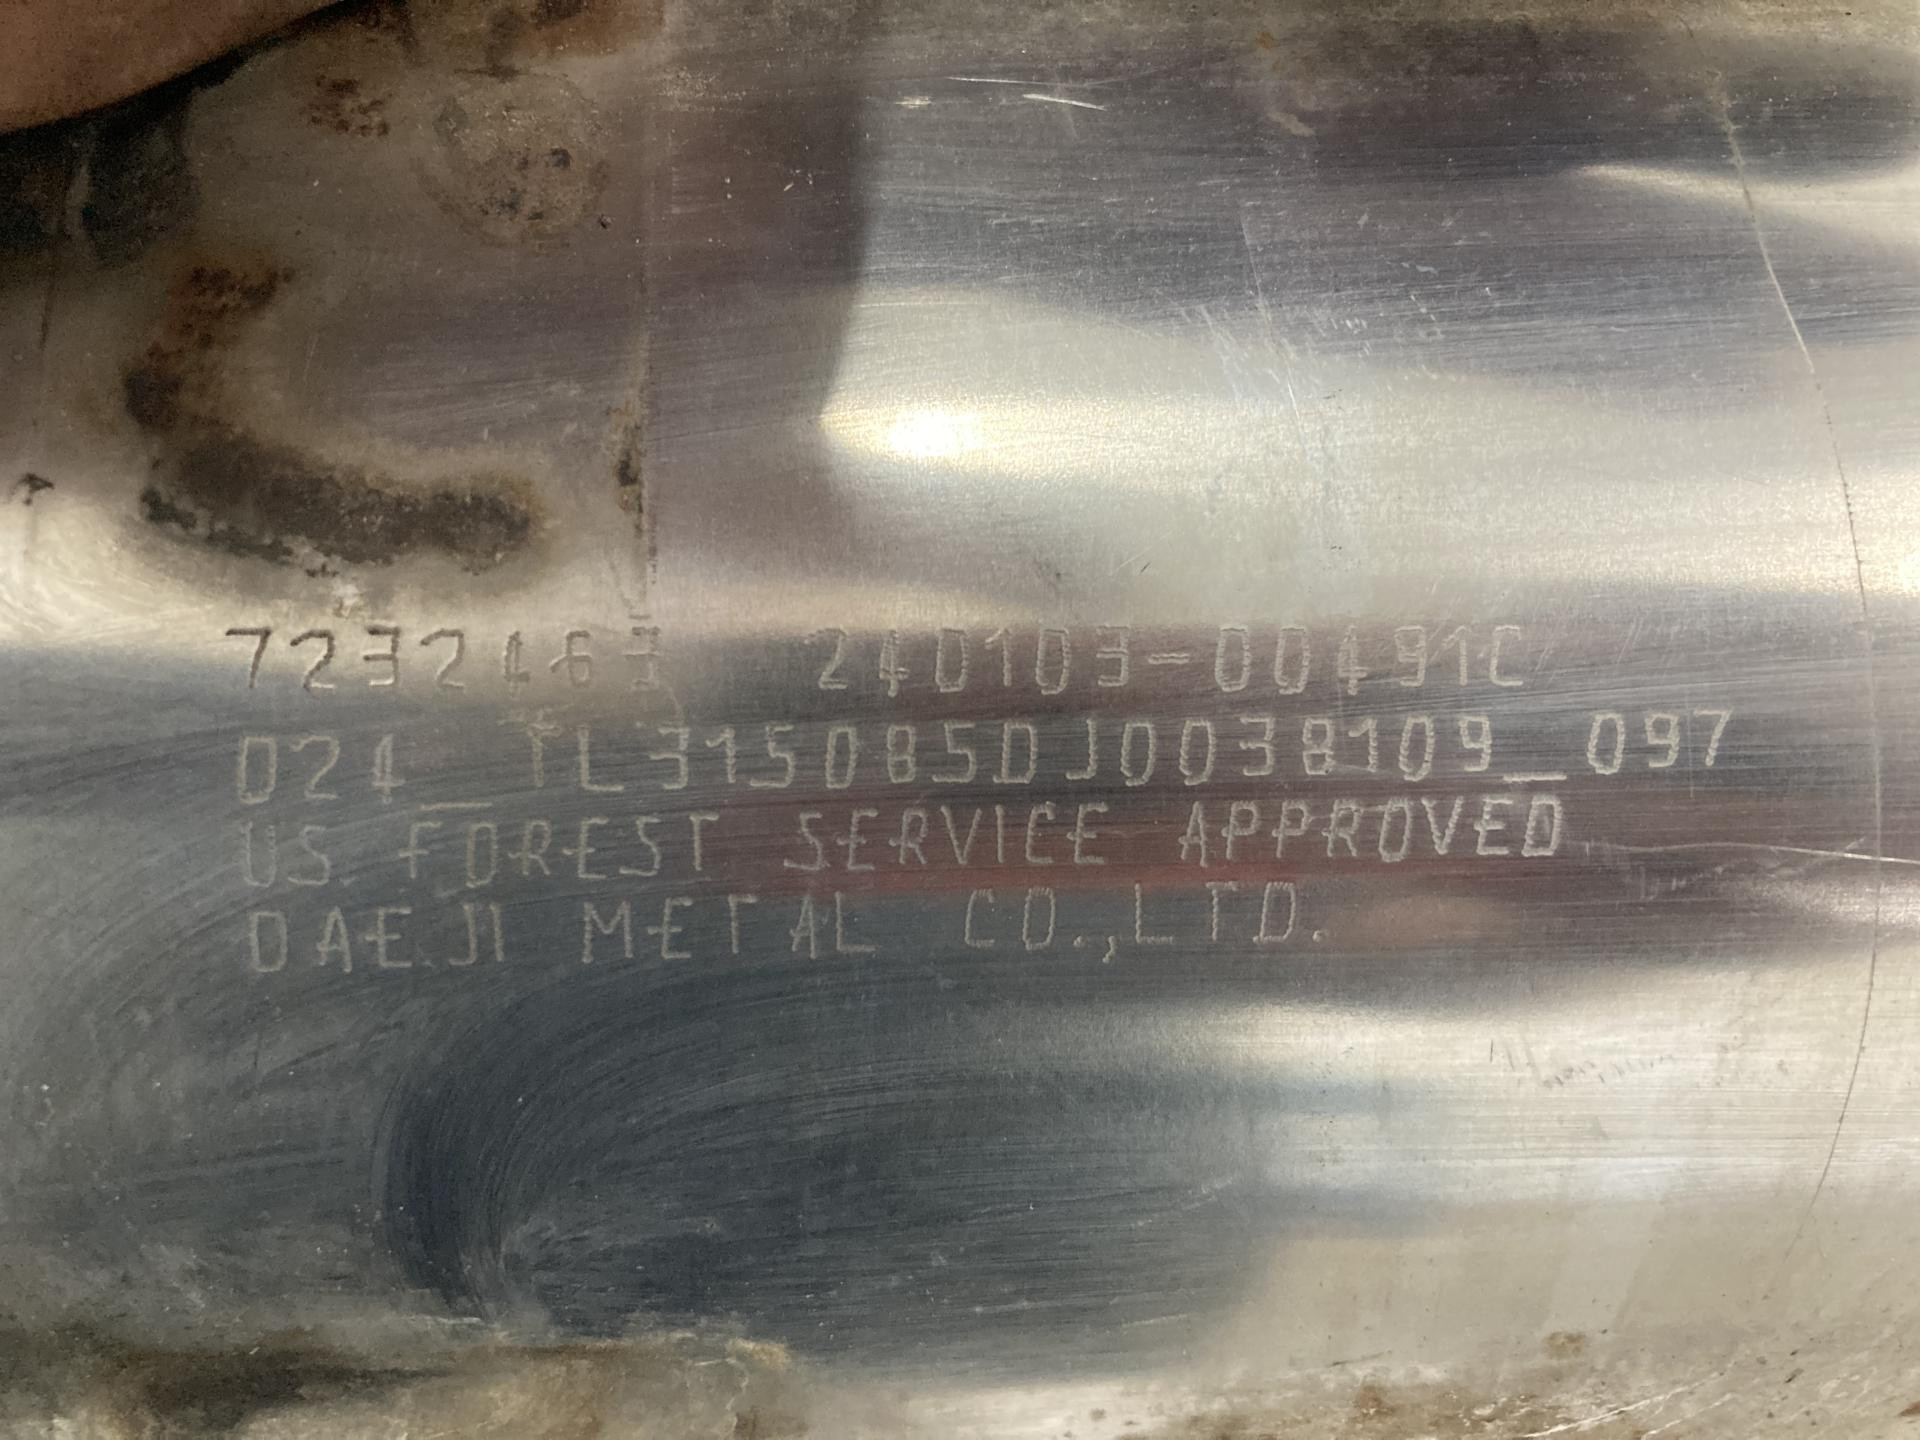 7232463 240103-00491C
024_TL315085DJ0038109_097
US FOREST SERVICE APPROVED
DAEJI METAL CO.,LTD.